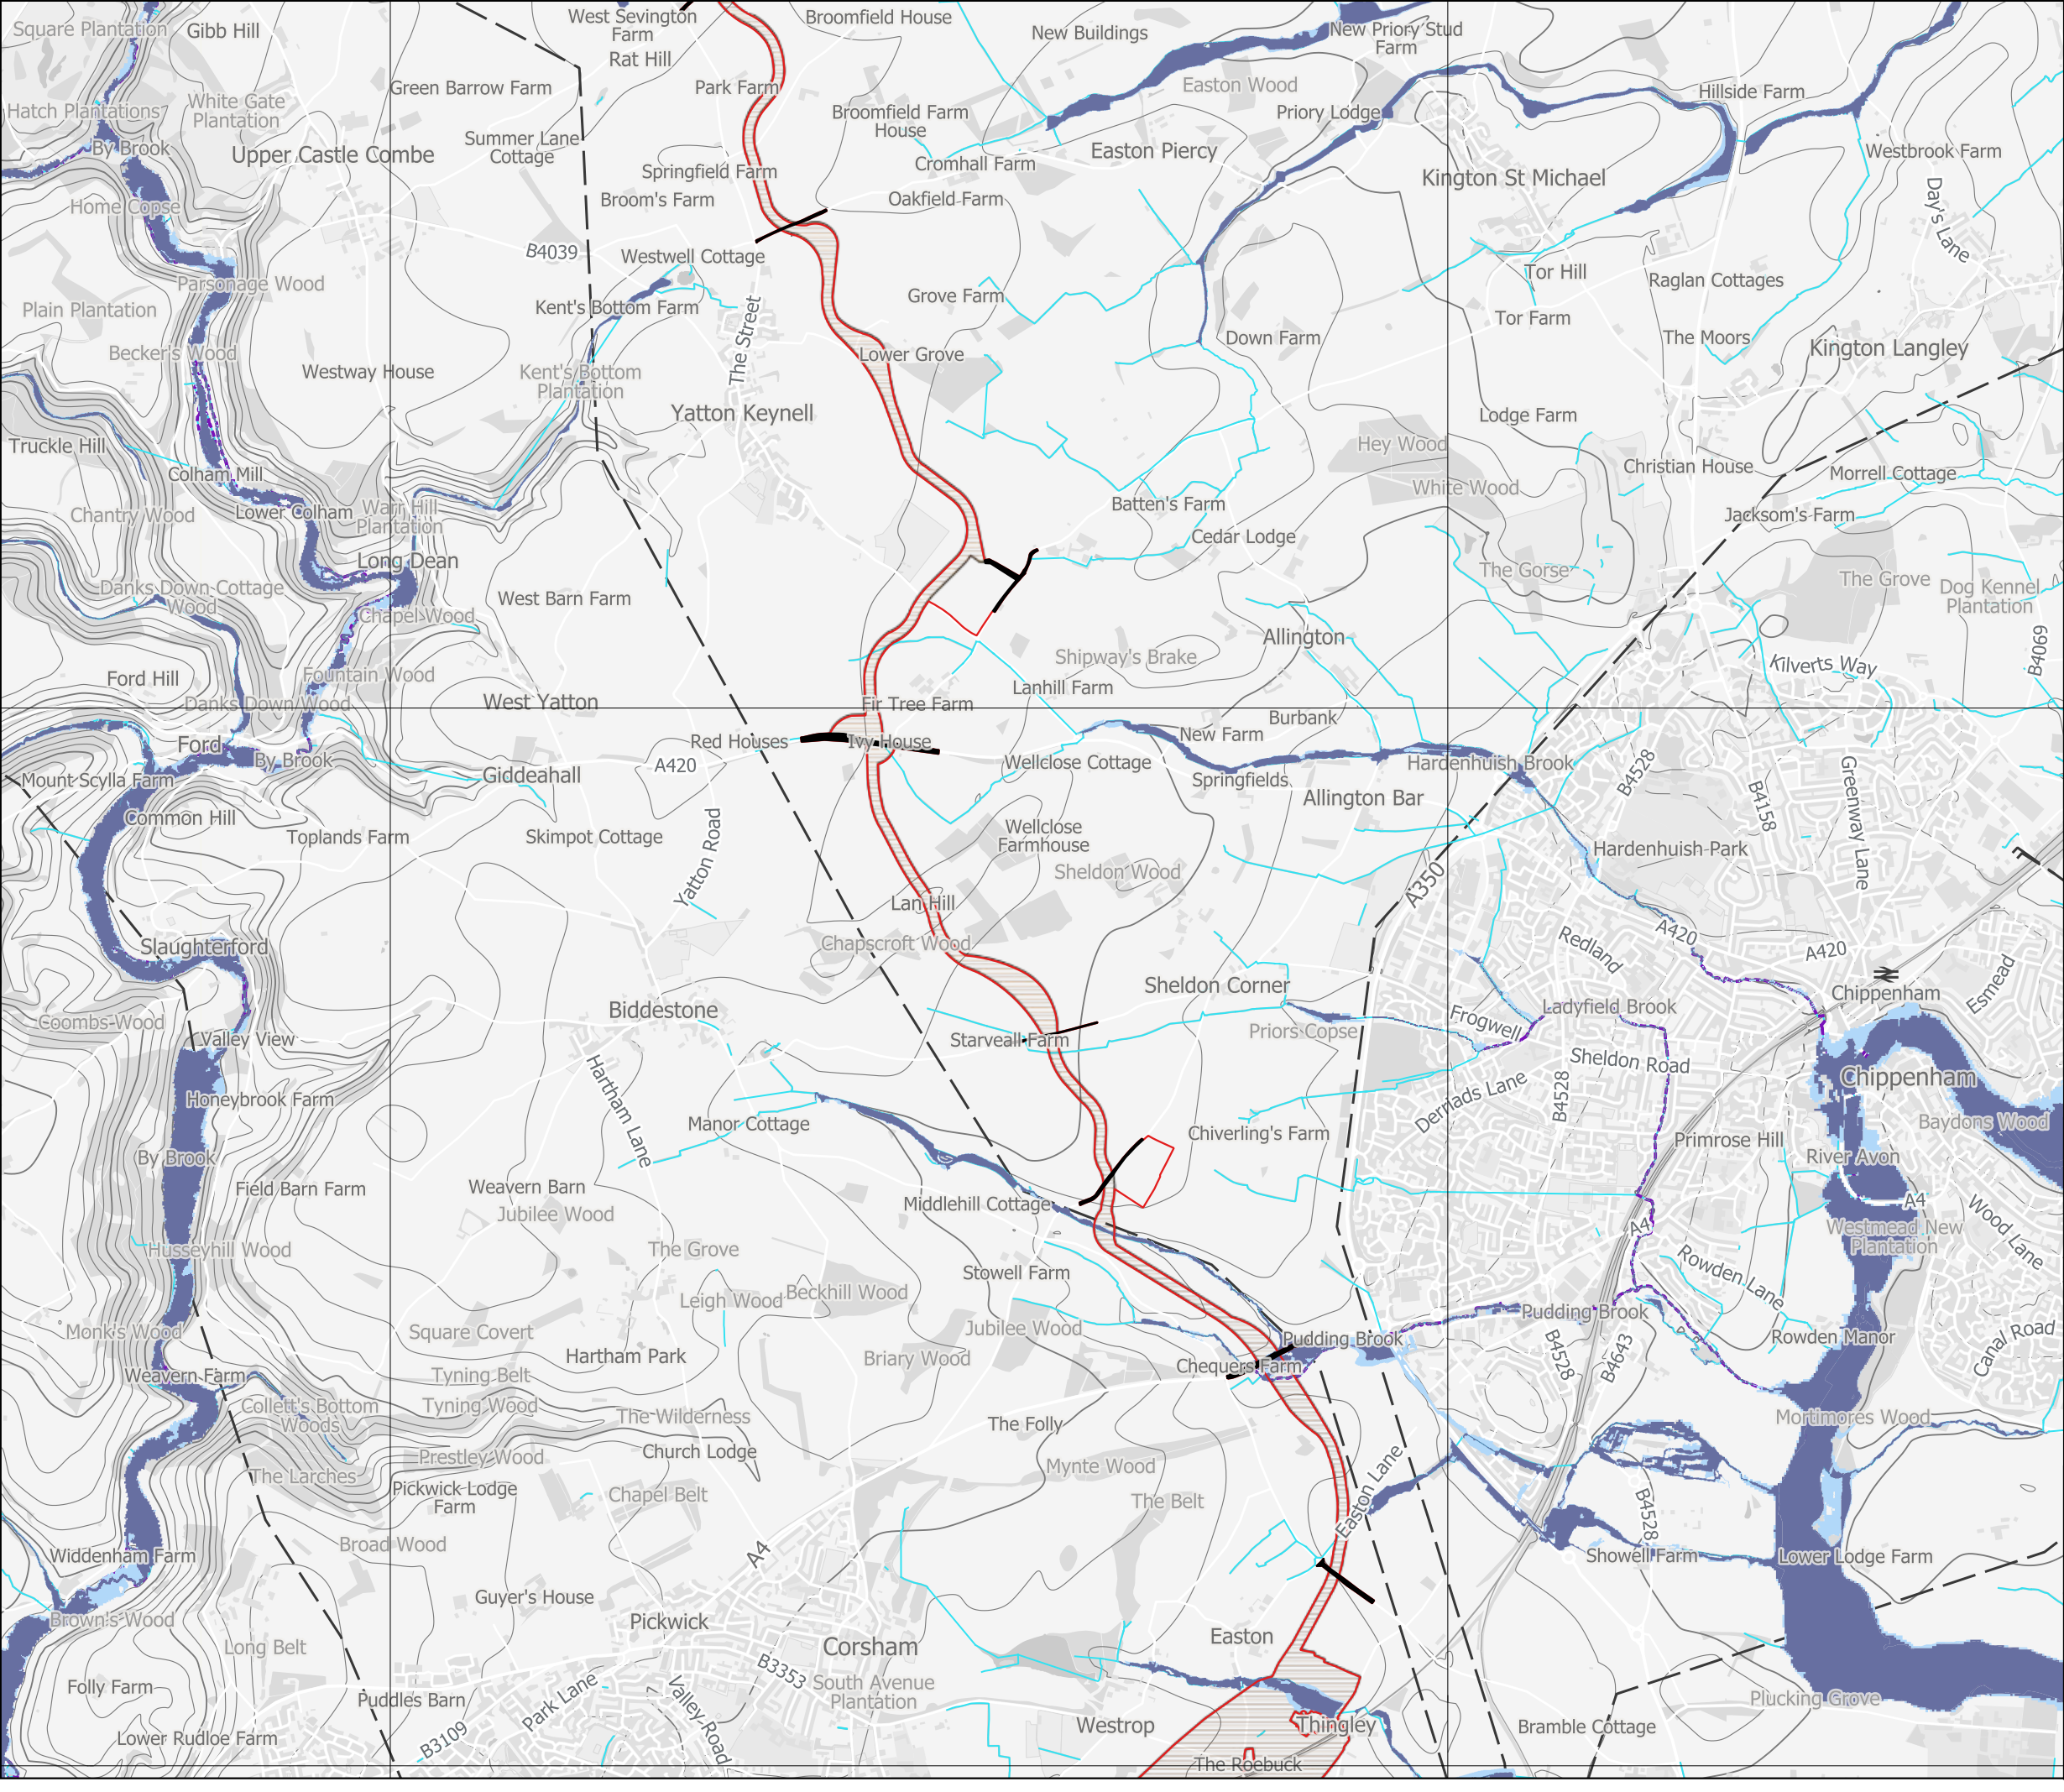 West Sevington
Farm
Broomfield House
Square Plantation
Gibb Hill
New Buildings
New Priory Stud
Farm
Rat Hill
Green Barrow Farm
Park Farm
Easton Wood
Hillside Farm
Hatch Plantations
White Gate
Plantation
Broomfield Farm
House
Priory Lodge
By Brook
Upper Castle Combe
Summer Lane
Cottage
Cromhall Farm
Easton Piercy
Westbrook Farm
Springfield Farm
Kington St Michael
Home Copse
Broom's Farm
Oakfield Farm
Day's Lane
B4039
Westwell Cottage
Parsonage Wood
Tor Hill
Raglan Cottages
Plain Plantation
Kent's Bottom Farm
Grove Farm
Tor Farm
The Street
Down Farm
The Moors
Becker's Wood
Lower Grove
Kington Langley
Westway House
Kent's Bottom
Plantation
Yatton Keynell
Lodge Farm
Truckle Hill
Hey Wood
Colham Mill
Christian House
Morrell Cottage
White Wood
Lower Colham
Warr Hill
Plantation
Chantry Wood
Batten's Farm
Jacksom's Farm
Cedar Lodge
Long Dean
The Gorse
The Grove
Dog Kennel
Plantation
Danks Down Cottage
Wood
West Barn Farm
Chapel Wood
Allington
B4069
Shipway's Brake
Kilverts Way
Ford Hill
Fountain Wood
Lanhill Farm
Danks Down Wood
West Yatton
Fir Tree Farm
Burbank
Ford
Red Houses
Ivy House
New Farm
By Brook
A420
Wellclose Cottage
Hardenhuish Brook
B4528
Mount Scylla Farm
Giddeahall
Springfields
Allington Bar
B4158
Greenway Lane
Common Hill
Toplands Farm
Skimpot Cottage
Wellclose
Farmhouse
Hardenhuish Park
Yatton Road
Sheldon Wood
A350
Lan Hill
Slaughterford
Chapscroft Wood
Redland
A420
A420
Sheldon Corner
Esmead
Chippenham
Biddestone
Ladyfield Brook
Coombs Wood
Frogwell
Valley View
Starveall Farm
Priors Copse
Sheldon Road
Chippenham
Honeybrook Farm
Hartham Lane
Derriads Lane
B4528
Manor Cottage
Chiverling's Farm
Primrose Hill
Baydons Wood
By Brook
River Avon
Field Barn Farm
Weavern Barn
Jubilee Wood
Middlehill Cottage
A4
A4
Wood Lane
Westmead New
Plantation
Husseyhill Wood
The Grove
Stowell Farm
Rowden Lane
Leigh Wood
Beckhill Wood
Pudding Brook
Monk's Wood
Square Covert
Jubilee Wood
Pudding Brook
Rowden Manor
Hartham Park
Briary Wood
Chequers Farm
B4528
B4643
Canal Road
Weavern Farm
Tyning Belt
Collett's Bottom
Woods
Tyning Wood
The Wilderness
The Folly
Mortimores Wood
Church Lodge
Prestley Wood
Mynte Wood
The Larches
Easton Lane
Pickwick Lodge
Farm
Chapel Belt
The Belt
B4528
Broad Wood
A4
Widdenham Farm
Showell Farm
Lower Lodge Farm
Guyer's House
Brown's Wood
Pickwick
Easton
Long Belt
Corsham
B3353
South Avenue
Plantation
Folly Farm
Puddles Barn
Park Lane
Valley Road
Plucking Grove
Westrop
Thingley
Bramble Cottage
Lower Rudloe Farm
B3109
The Roebuck